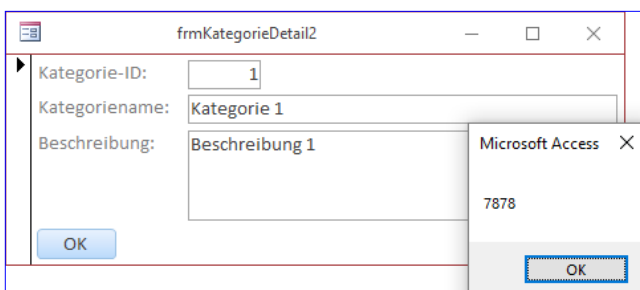 frmKategorieDetail2
Kategorie-ID: 1
Kategoriename: Kategorie 1
Beschreibung: Beschreibung 1
OK
Microsoft Access
7878
OK